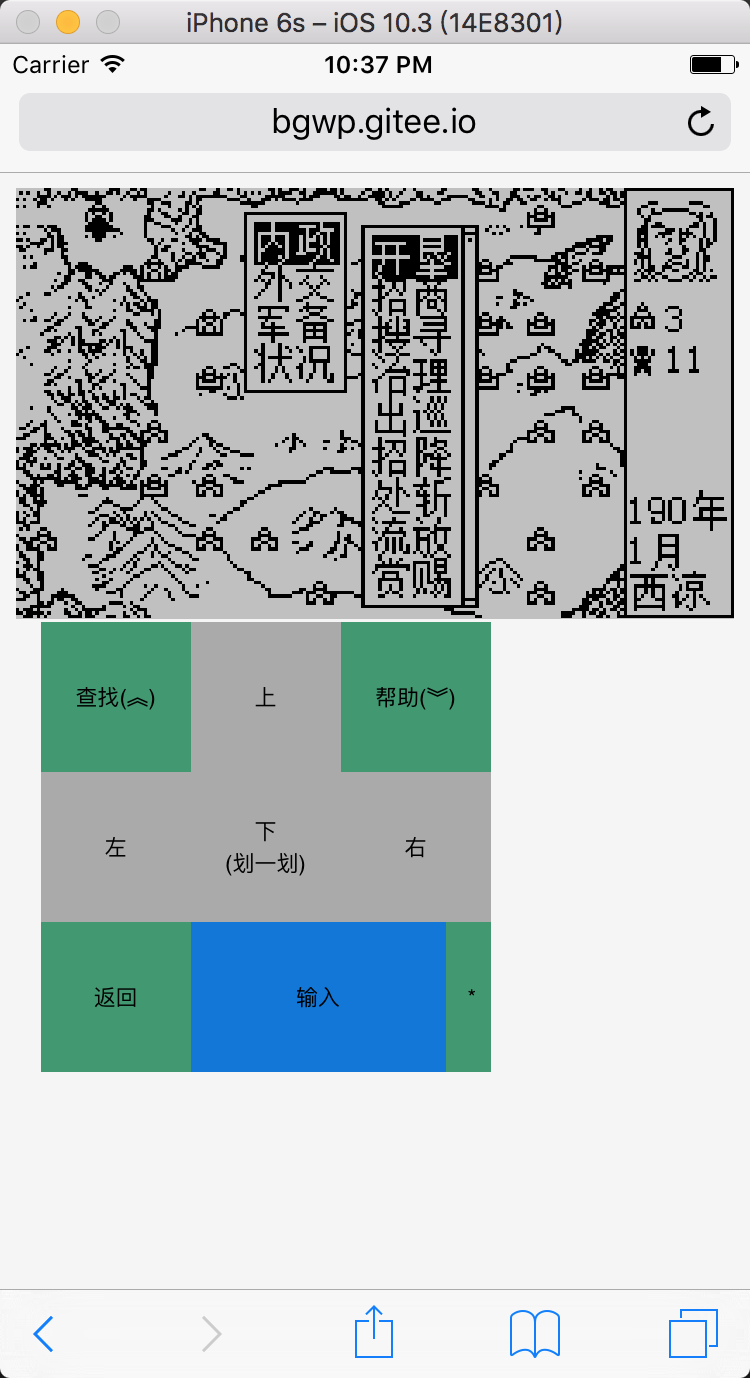 iPhone 6s – iOS 10.3 (14E8301)
Carrier
10:37 PM
bgwp.gitee.io
内政
外交
军备
状况
开垦
招商
搜寻
治理
出巡
招降
处斩
流放
赏赐
3
11
190年
1月
西凉
查找(︽)
上
帮助(︾)
左
下
(划一划)
右
返回
输入
*